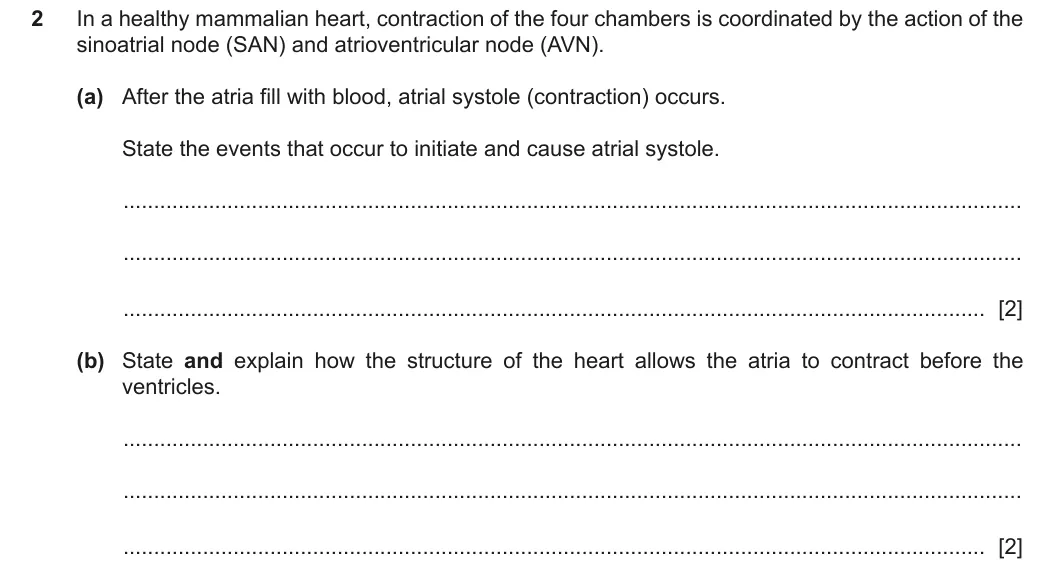 2 In a healthy mammalian heart, contraction of the four chambers is coordinated by the action of the
sinoatrial node (SAN) and atrioventricular node (AVN).
(a) After the atria fill with blood, atrial systole (contraction) occurs.
State the events that occur to initiate and cause atrial systole.
...................................................................................................................................................
...................................................................................................................................................
............................................................................................................................................. [2]
(b) State and explain how the structure of the heart allows the atria to contract before the
ventricles.
...................................................................................................................................................
...................................................................................................................................................
............................................................................................................................................. [2]